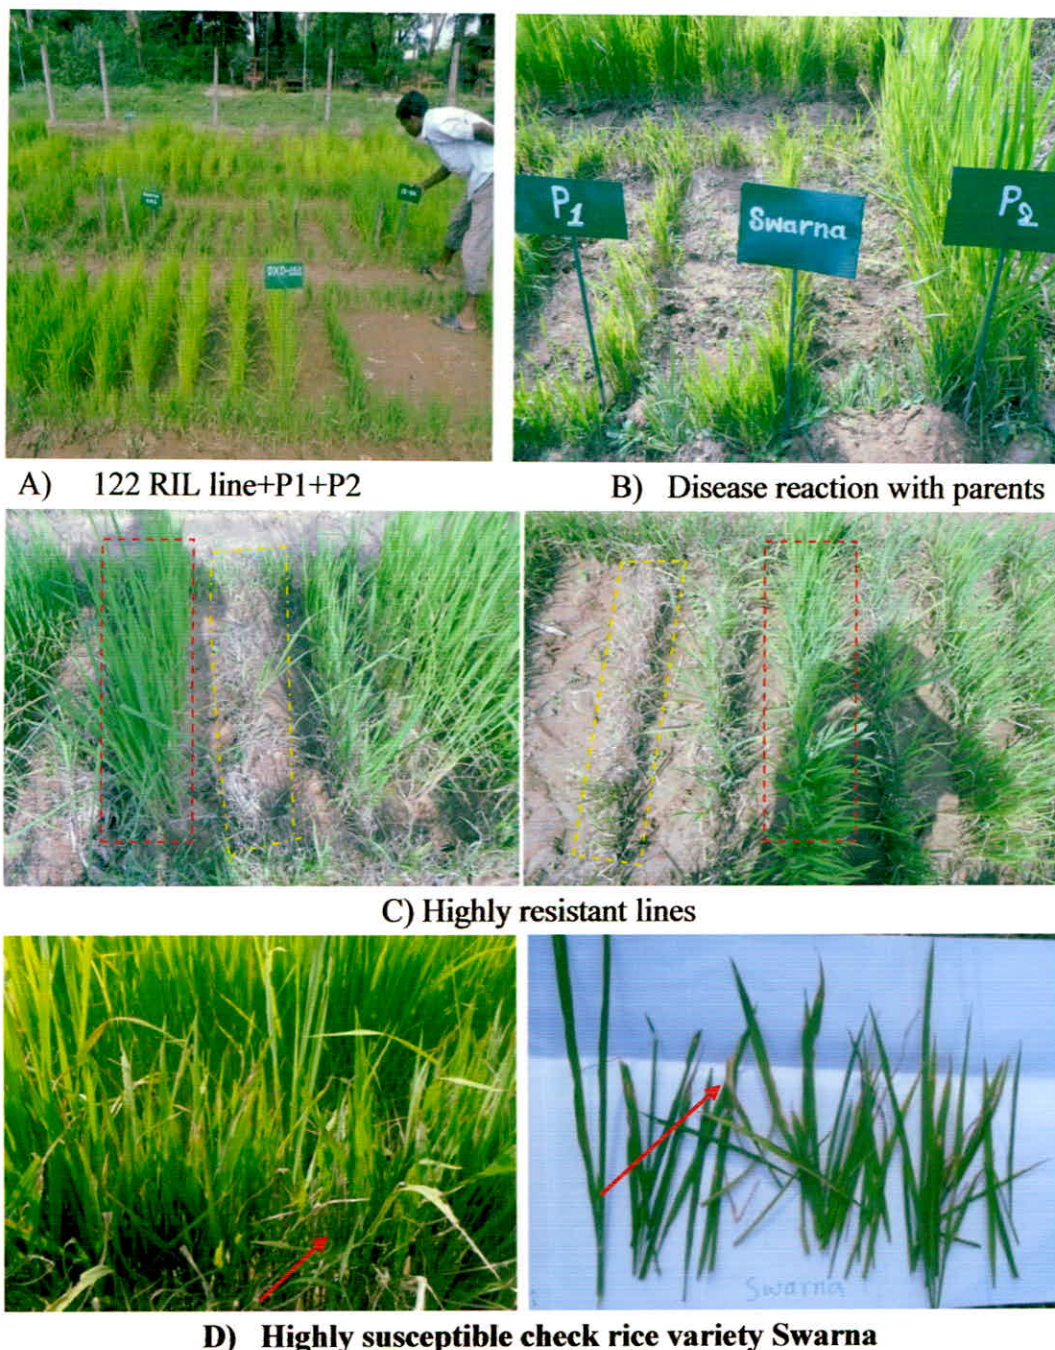 P1
Swarna
P2
A) 122 RIL line+P1+P2
B) Disease reaction with parents
C) Highly resistant lines
Swarna
D) Highly susceptible check rice variety Swarna